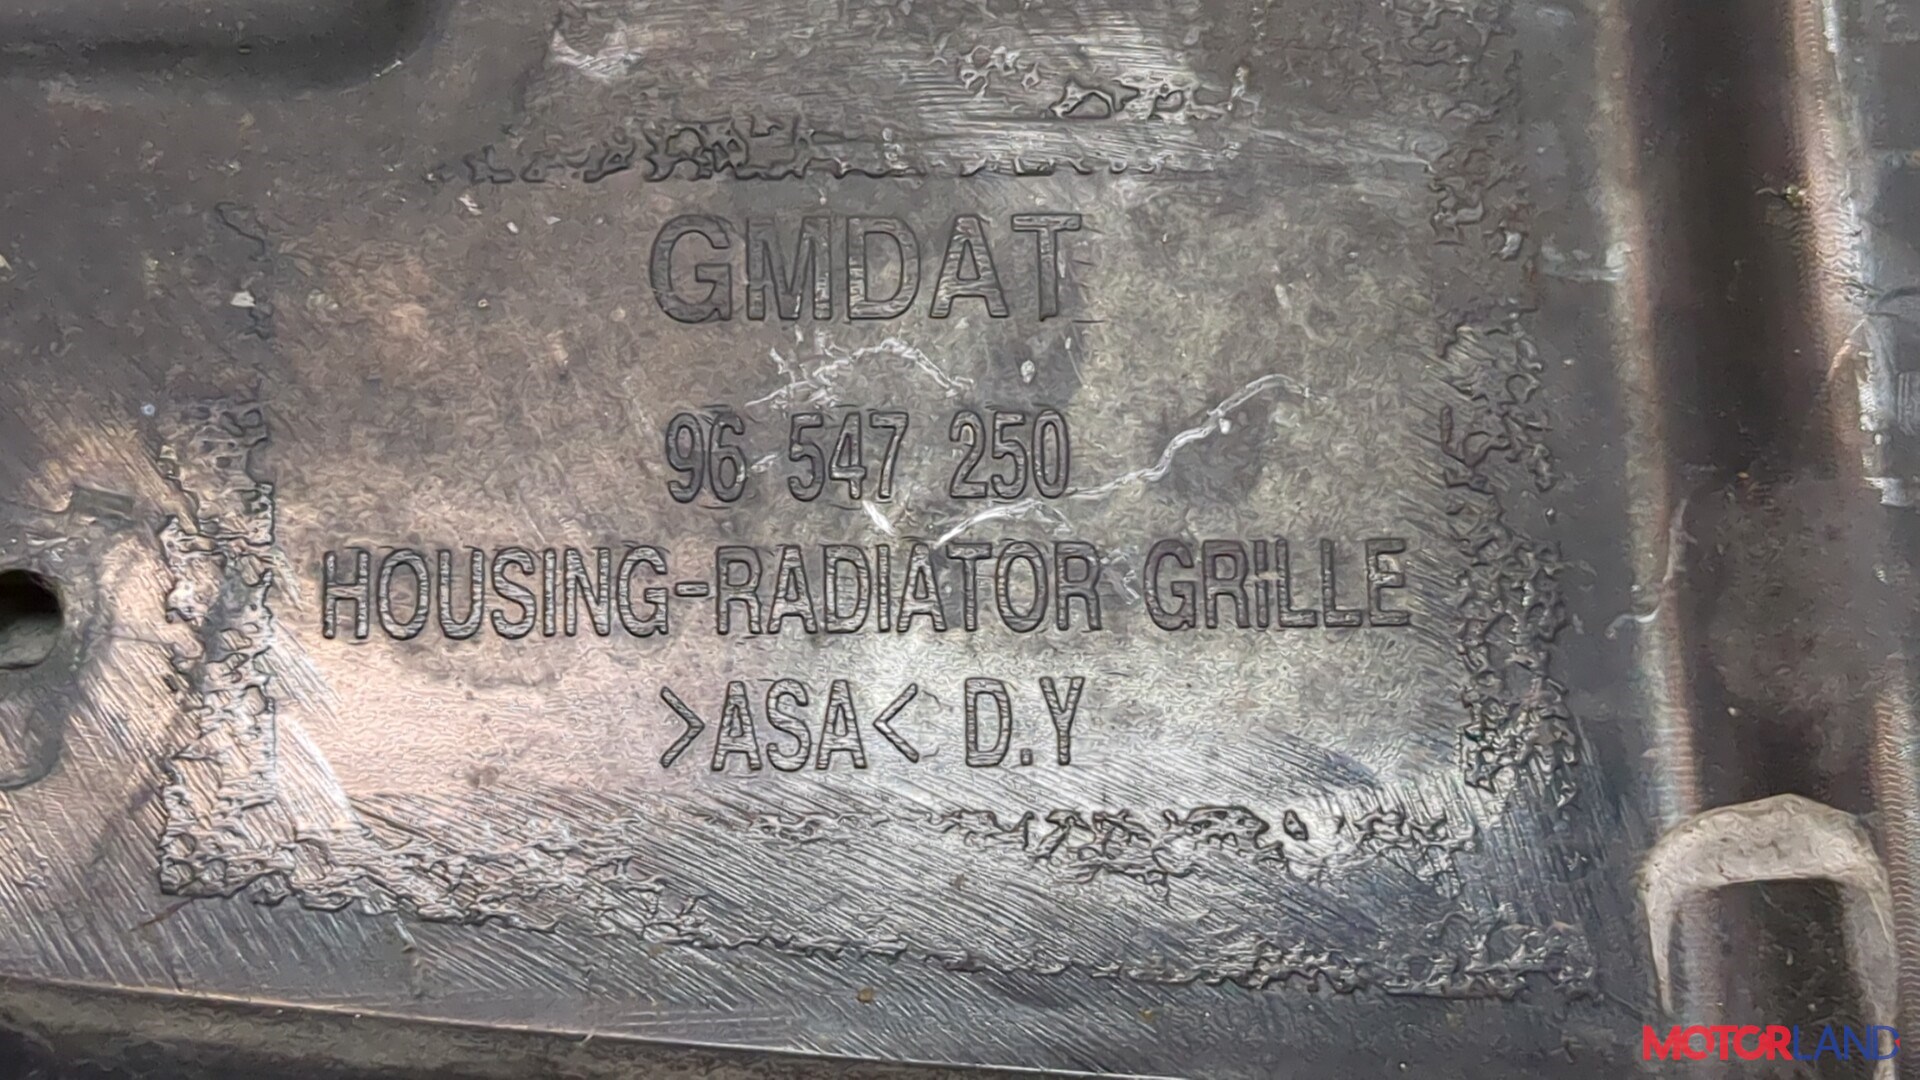 GMDAT
96 547 250
HOUSING-RADIATOR GRILLE
>ASA< D.Y
MOTORLAND